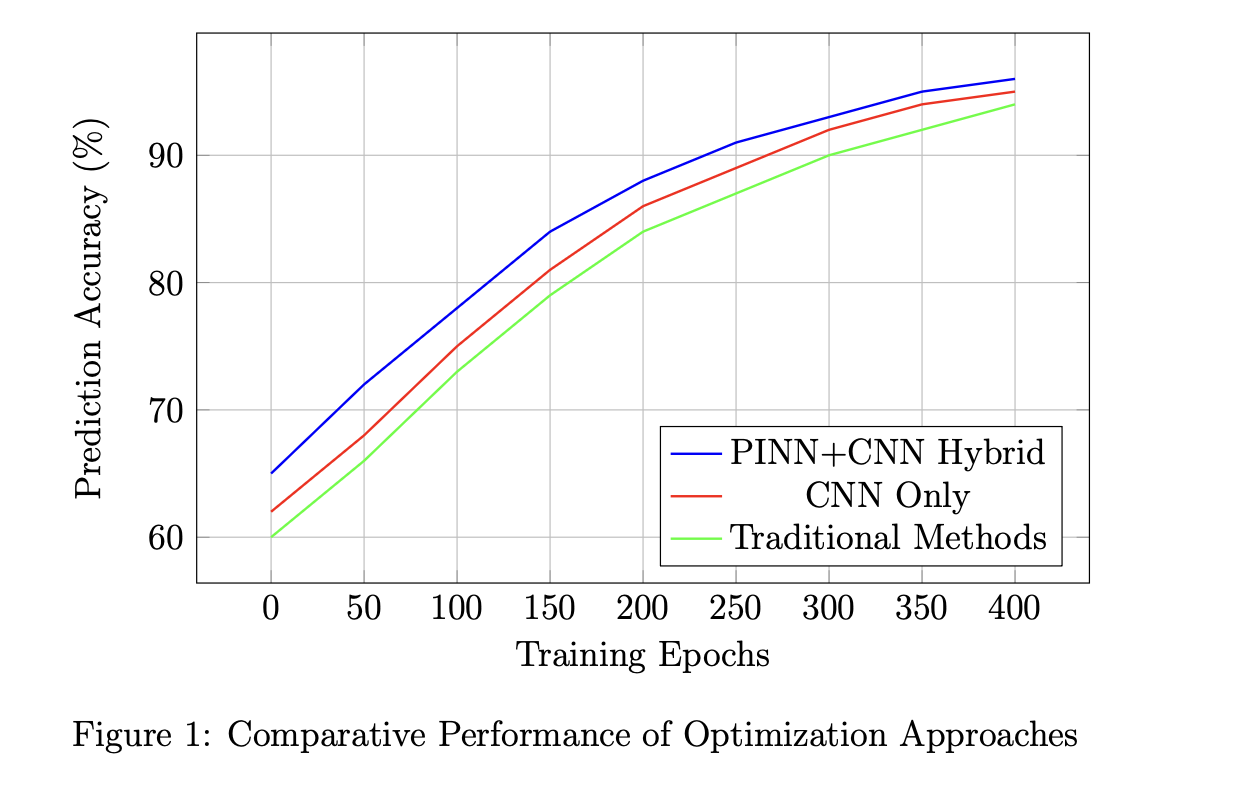 90
80
70
60
Prediction Accuracy (%)
PINN+CNN Hybrid
CNN Only
Traditional Methods
0 50 100 150 200 250 300 350 400
Training Epochs
Figure 1: Comparative Performance of Optimization Approaches